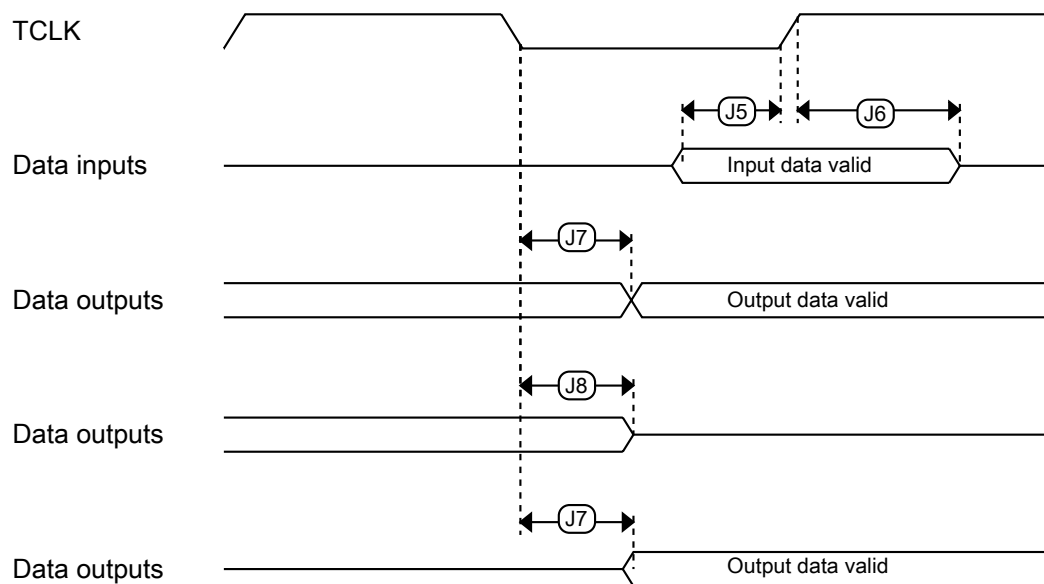 TCLK
J5
J6
Data inputs
Input data valid
J7
Data outputs
Output data valid
J8
Data outputs
J7
Data outputs
Output data valid